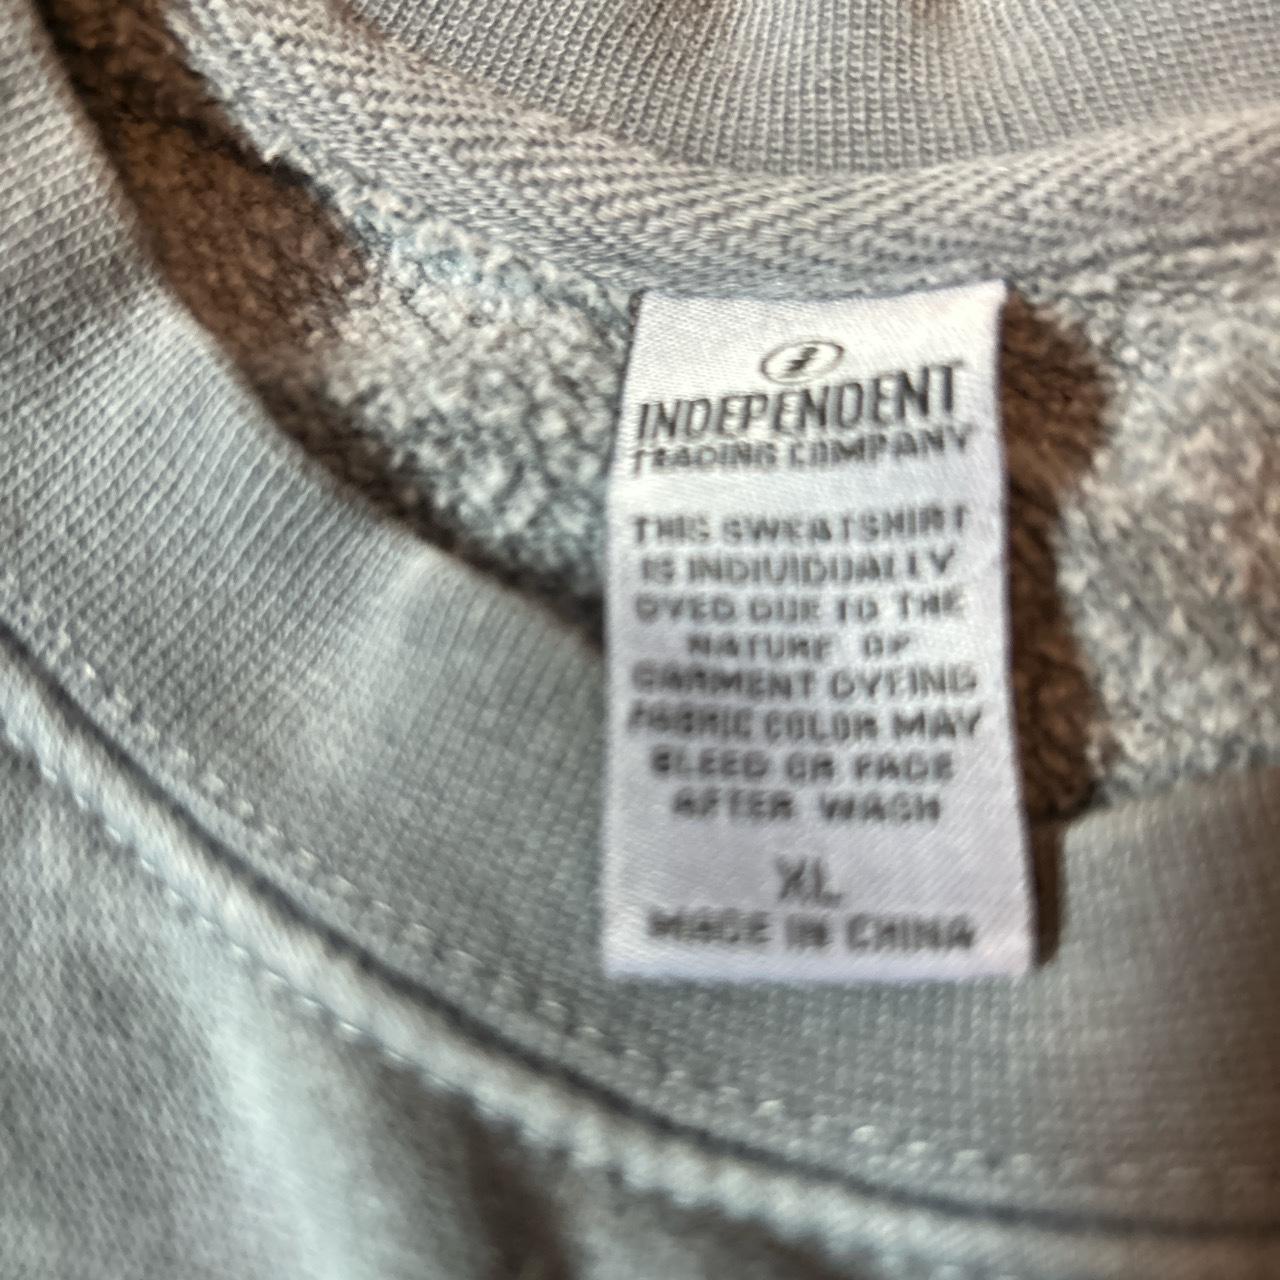 INDEPENDENT
TRADING COMPANY
THIS SWEATSHIRT
IS INDIVIDUALLY
DYED DUE TO THE
NATURE OF
GARMENT DYEING
FABRIC COLOR MAY
BLEED OR FADE
AFTER WASH
XL
MADE IN CHINA